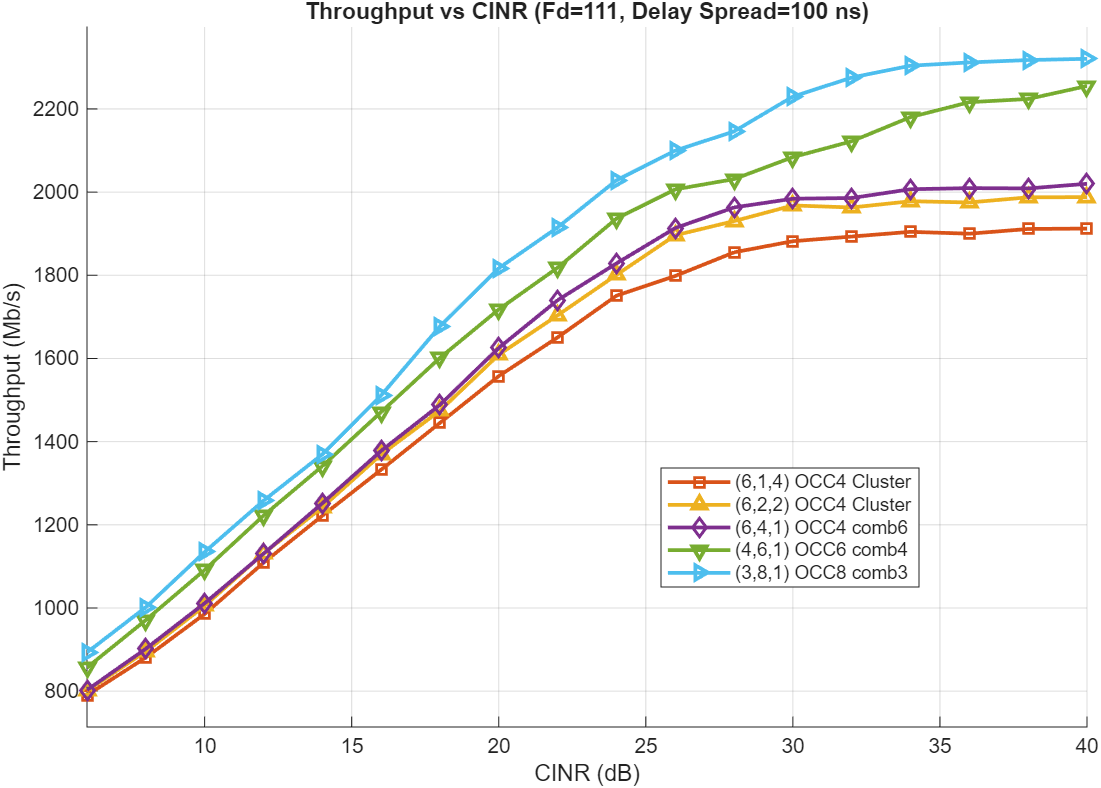 Throughput vs CINR (Fd=111, Delay Spread=100 ns)
Throughput (Mb/s)
2200
2000
1800
1600
1400
1200
1000
800
(6,1,4) OCC4 Cluster
(6,2,2) OCC4 Cluster
(6,4,1) OCC4 comb6
(4,6,1) OCC6 comb4
(3,8,1) OCC8 comb3
10 15 20 25 30 35 40
CINR (dB)